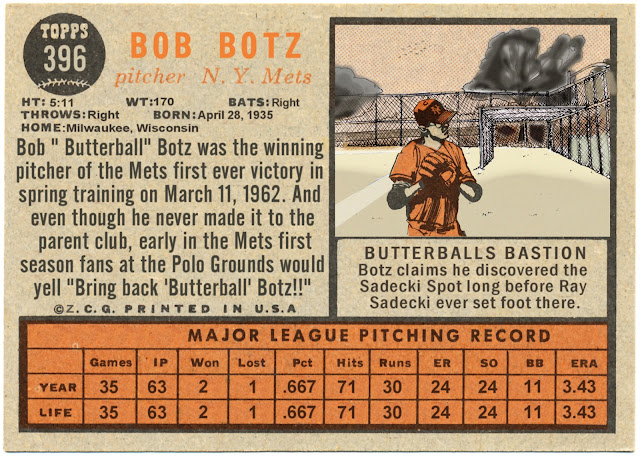 TOPPS
396
BOB BOTZ
pitcher N. Y. Mets
HT: 5:11 WT:170 BATS: Right
THROWS: Right BORN: April 28, 1935
HOME: Milwaukee, Wisconsin
Bob " Butterball" Botz was the winning
pitcher of the Mets first ever victory in
spring training on March 11, 1962. And
even though he never made it to the
parent club, early in the Mets first
season fans at the Polo Grounds would
yell "Bring back 'Butterball' Botz!!"
©Z. C. G. PRINTED IN U.S.A
BUTTERBALLS BASTION
Botz claims he discovered the
Sadecki Spot long before Ray
Sadecki ever set foot there.
MAJOR LEAGUE PITCHING RECORD
Games IP Won Lost Pct Hits Runs ER SO BB ERA
YEAR 35 63 2 1 .667 71 30 24 24 11 3.43
LIFE 35 63 2 1 .667 71 30 24 24 11 3.43